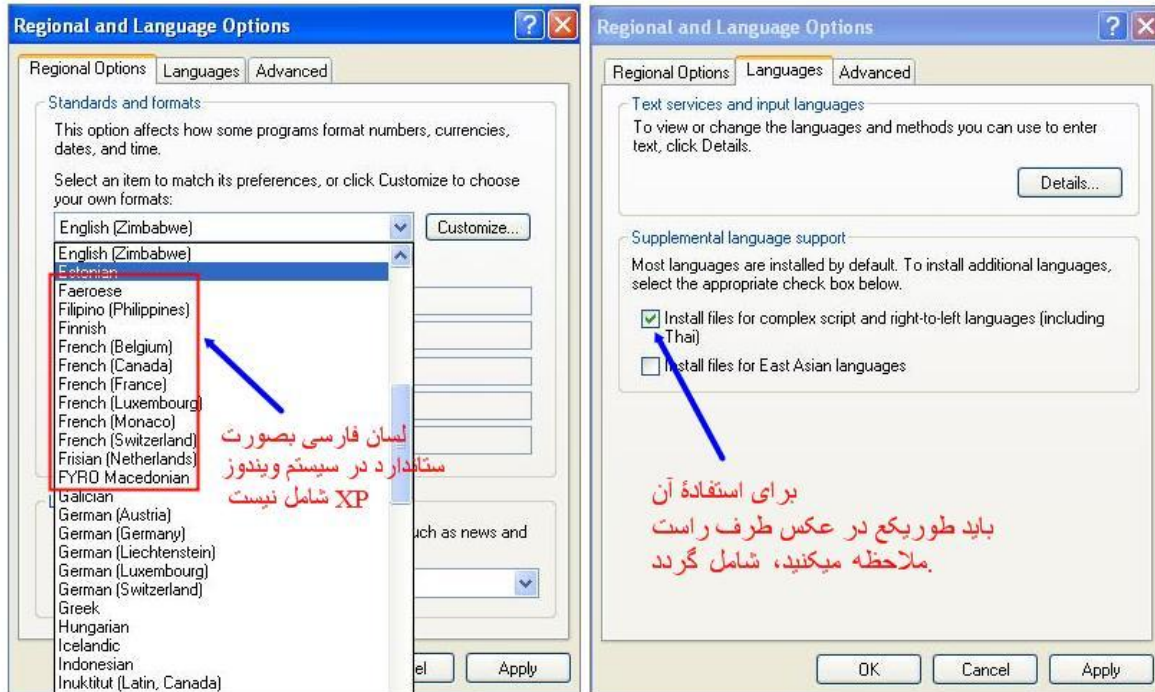 Regional and Language Options
Regional Options
Languages
Advanced
Standards and formats
This option affects how some programs format numbers, currencies,
dates, and time.
Select an item to match its preferences, or click Customize to choose
your own formats:
English (Zimbabwe)
Customize...
English (Zimbabwe)
Estonian
Faeroese
Filipino (Philippines)
Finnish
French (Belgium)
French (Canada)
French (France)
French (Luxembourg)
French (Monaco)
French (Switzerland)
Frisian (Netherlands)
FYRO Macedonian
Galician
German (Austria)
German (Germany)
German (Liechtenstein)
German (Luxembourg)
German (Switzerland)
Greek
Hungarian
Icelandic
Indonesian
Inuktitut (Latin, Canada)
لسان فارسی بصورت
ستاندارد در سیستم ویندوز
XP شامل نیست
such as news and
Apply
Regional and Language Options
Regional Options
Languages
Advanced
Text services and input languages
To view or change the languages and methods you can use to enter
text, click Details.
Details...
Supplemental language support
Most languages are installed by default. To install additional languages,
select the appropriate check box below.
Install files for complex script and right-to-left languages (including
Thai)
Install files for East Asian languages
برای استفادۀ آن
باید طوریکع در عکس طرف راست
ملاحظه میکنید، شامل گردد.
OK
Cancel
Apply